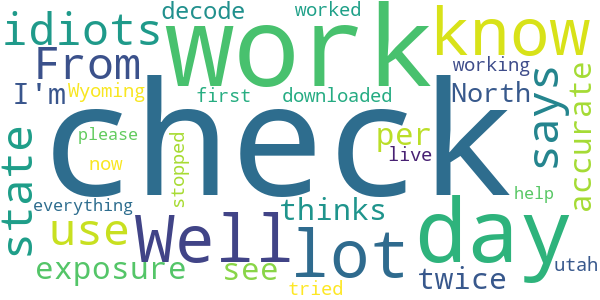 idiots
decode
worked
work
know
From
I'm
Wyoming
first
downloaded
working
North
says
accurate
check
please
now
stopped
per
live
state
everything
use
Well
thinks
lot
day
help
exposure
see
tried
twice
utah